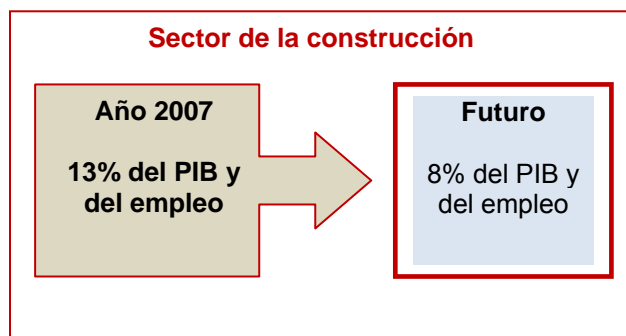 Sector de la construcción
Año 2007
13% del PIB y
del empleo
Futuro
8% del PIB y
del empleo